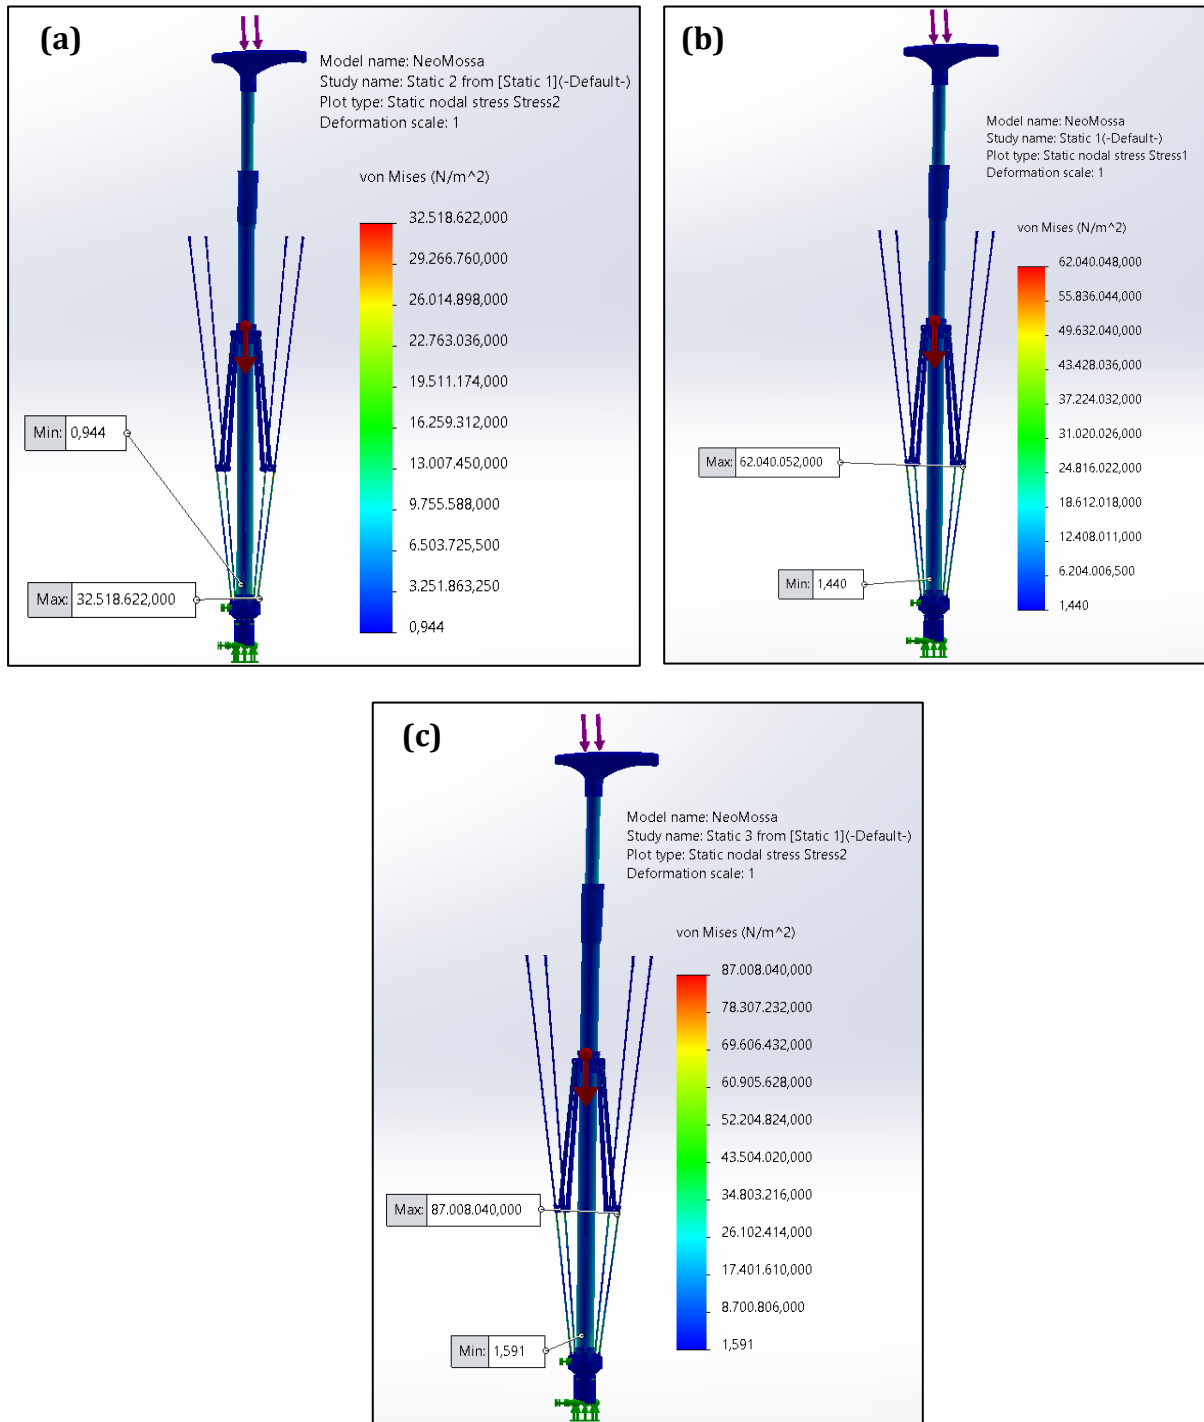 (a)
Model name: NeoMossa
Study name: Static 2 from [Static 1](-Default-)
Plot type: Static nodal stress Stress2
Deformation scale: 1
von Mises (N/m^2)
32.518.622,000
29.266.760,000
26.014.898,000
22.763.036,000
19.511.174,000
16.259.312,000
13.007.450,000
9.755.588,000
6.503.725,500
3.251.863,250
0,944
Min: 0,944
Max: 32.518.622,000
(b)
Model name: NeoMossa
Study name: Static 1(-Default-)
Plot type: Static nodal stress Stress1
Deformation scale: 1
von Mises (N/m^2)
62.040.048,000
55.836.044,000
49.632.040,000
43.428.036,000
37.224.032,000
31.020.026,000
24.816.022,000
18.612.018,000
12.408.011,000
6.204.006,500
1,440
Max: 62.040.052,000
Min: 1,440
(c)
Model name: NeoMossa
Study name: Static 3 from [Static 1](-Default-)
Plot type: Static nodal stress Stress2
Deformation scale: 1
von Mises (N/m^2)
87.008.040,000
78.307.232,000
69.606.432,000
60.905.628,000
52.204.824,000
43.504.020,000
34.803.216,000
26.102.414,000
17.401.610,000
8.700.806,000
1,591
Max: 87.008.040,000
Min: 1,591